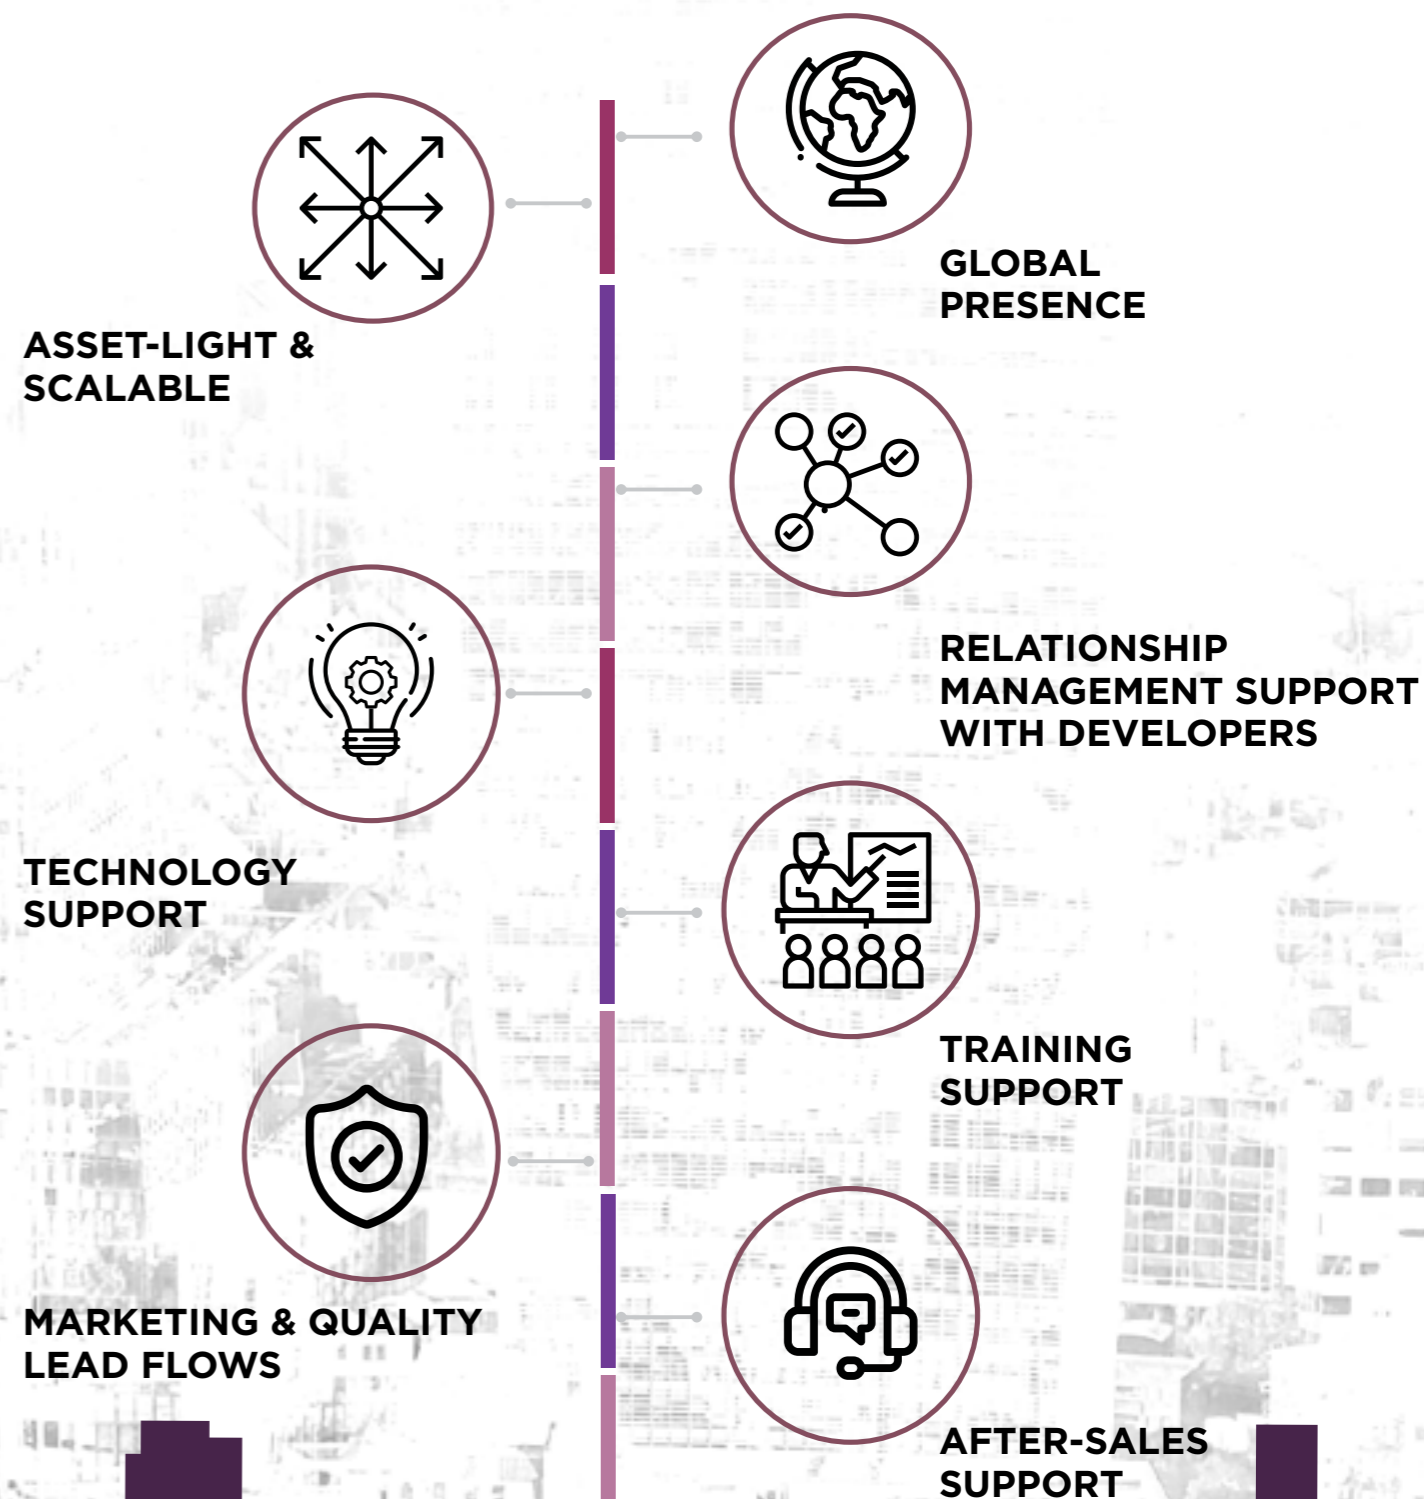 GLOBAL
PRESENCE
ASSET-LIGHT &
SCALABLE
RELATIONSHIP
MANAGEMENT SUPPORT
WITH DEVELOPERS
TECHNOLOGY
SUPPORT
TRAINING
SUPPORT
MARKETING & QUALITY
LEAD FLOWS
AFTER-SALES
SUPPORT